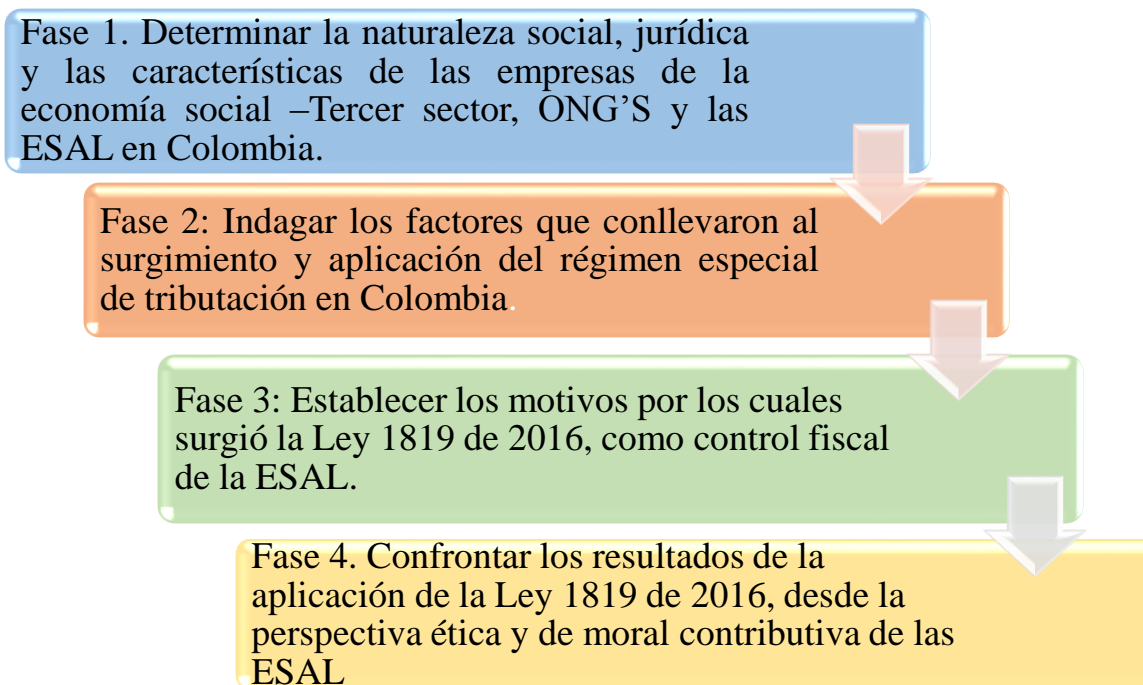 Fase 1. Determinar la naturaleza social, jurídica
y las características de las empresas de la
economía social –Tercer sector, ONG’S y las
ESAL en Colombia.
Fase 2: Indagar los factores que conllevaron al
surgimiento y aplicación del régimen especial
de tributación en Colombia.
Fase 3: Establecer los motivos por los cuales
surgió la Ley 1819 de 2016, como control fiscal
de la ESAL.
Fase 4. Confrontar los resultados de la
aplicación de la Ley 1819 de 2016, desde la
perspectiva ética y de moral contributiva de las
ESAL